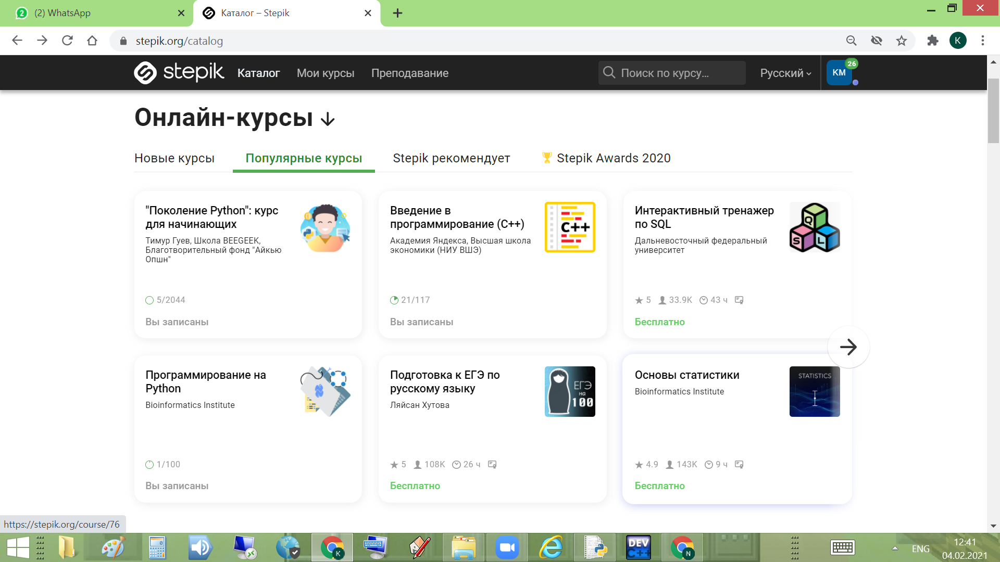 (2) WhatsApp
Каталог – Stepik
stepik.org/catalog
K
stepik
Каталог
Мои курсы
Преподавание
Поиск по курсу...
Русский
KM
26
Онлайн-курсы
Новые курсы
Популярные курсы
Stepik рекомендует
Stepik Awards 2020
"Поколение Python": курс
для начинающих
Тимур Гуев, Школа BEEGEEK,
Благотворительный фонд "Айкью
Опшн"
5/2044
Вы записаны
Введение в
программирование (C++)
Академия Яндекса, Высшая школа
экономики (НИУ ВШЭ)
C++
21/117
Вы записаны
Интерактивный тренажер
по SQL
Дальневосточный федеральный
университет
Q
S L
5 33.9K 43 ч
Бесплатно
Программирование на
Python
Bioinformatics Institute
1/100
Вы записаны
Подготовка к ЕГЭ по
русскому языку
Ляйсан Хутова
ЕГЭ
на
100
5 108K 26 ч
Бесплатно
Основы статистики
Bioinformatics Institute
STATISTICS
4.9 143K 9 ч
Бесплатно
https://stepik.org/course/76
K
DEV
C++
N
ENG
12:41
04.02.2021